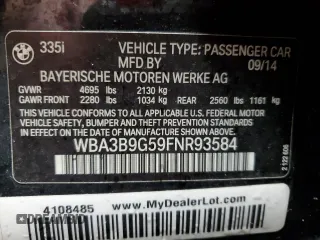 335i
VEHICLE TYPE: PASSENGER CAR
MFD BY 09/14
BAYERISCHE MOTOREN WERKE AG
GVWR 4695 lbs 2130 kg
GAWR FRONT 2280 lbs 1034 kg REAR 2560 lbs 1161 kg
WBA3B9G59FNR93584
THIS VEHICLE CONFORMS TO ALL APPLICABLE U.S. FEDERAL MOTOR VEHICLE
SAFETY, BUMPER, AND THEFT PREVENTION STANDARDS
IN EFFECT ON THE DATE OF MANUFACTURE SHOWN ABOVE.
4108485
MyDealerLot.com
MyDealerLot.